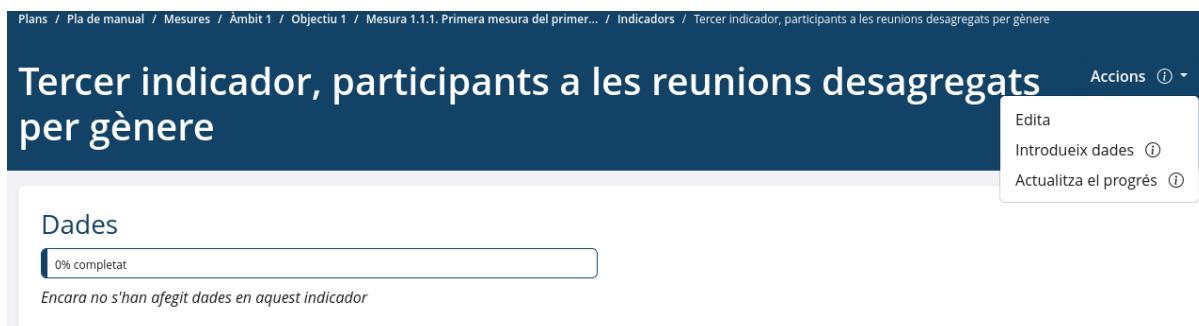 Plans / Pla de manual / Mesures / Àmbit 1 / Objectiu 1 / Mesura 1.1.1. Primera mesura del primer... / Indicadors / Tercer indicador, participants a les reunions desagregats per gènere
Tercer indicador, participants a les reunions desagregats
per gènere
Accions
Edita
Introdueix dades
Actualitza el progrés
Dades
0% completat
Encara no s'han afegit dades en aquest indicador